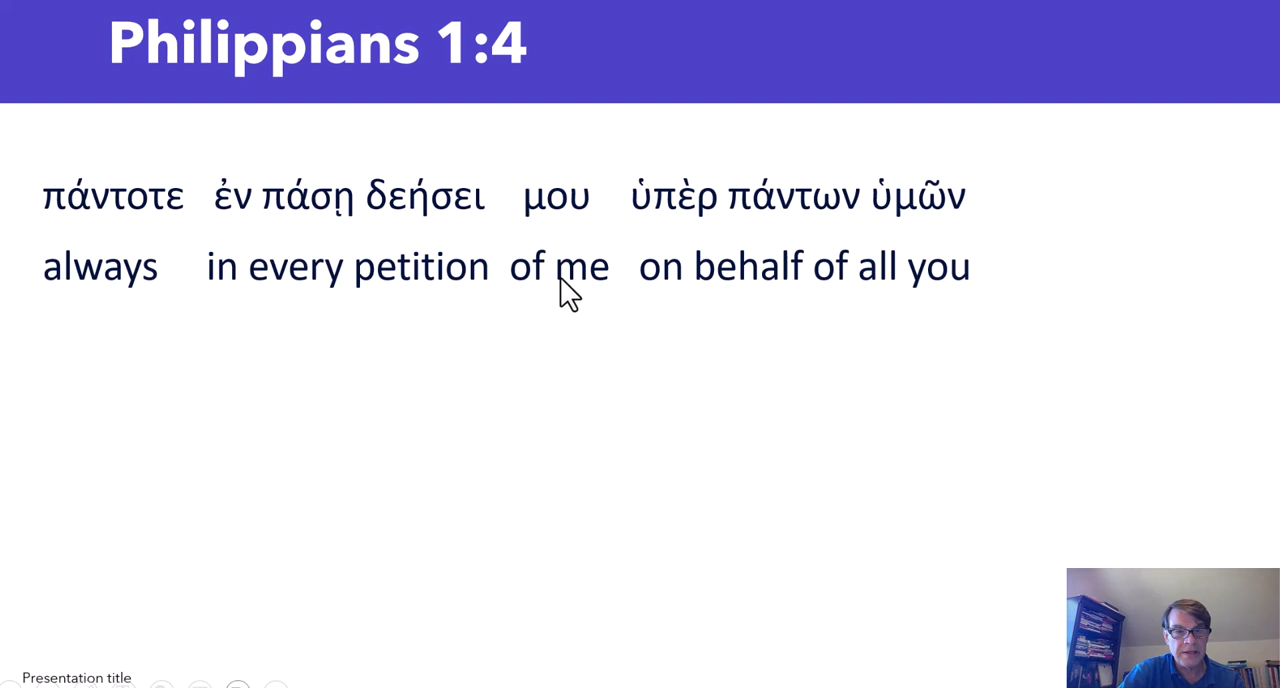 Philippians 1:4
πάντοτε ἐν πάσῃ δεήσει μου ὑπὲρ πάντων ὑμῶν
always in every petition of me on behalf of all you
Presentation title